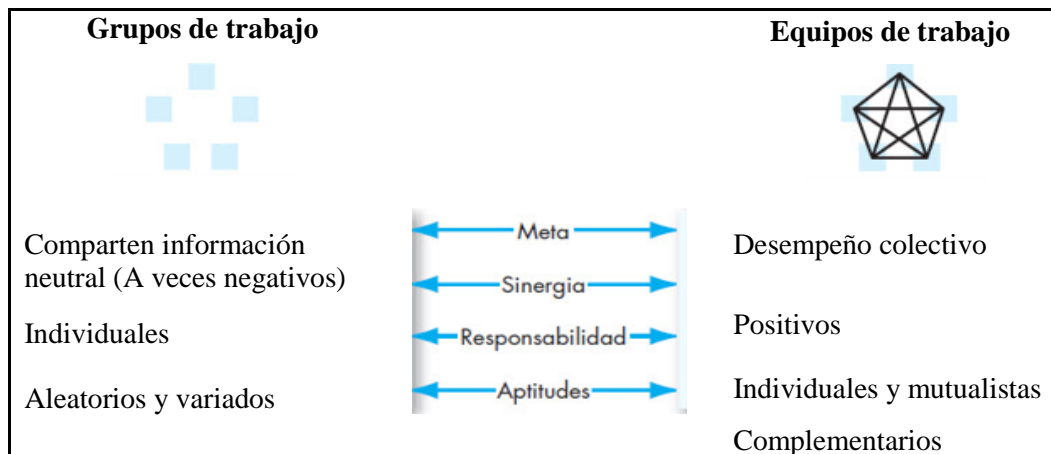 Grupos de trabajo
Equipos de trabajo
Comparten información
neutral (A veces negativos)
Individuales
Aleatorios y variados
Meta
Sinergia
Responsabilidad
Aptitudes
Desempeño colectivo
Positivos
Individuales y mutualistas
Complementarios